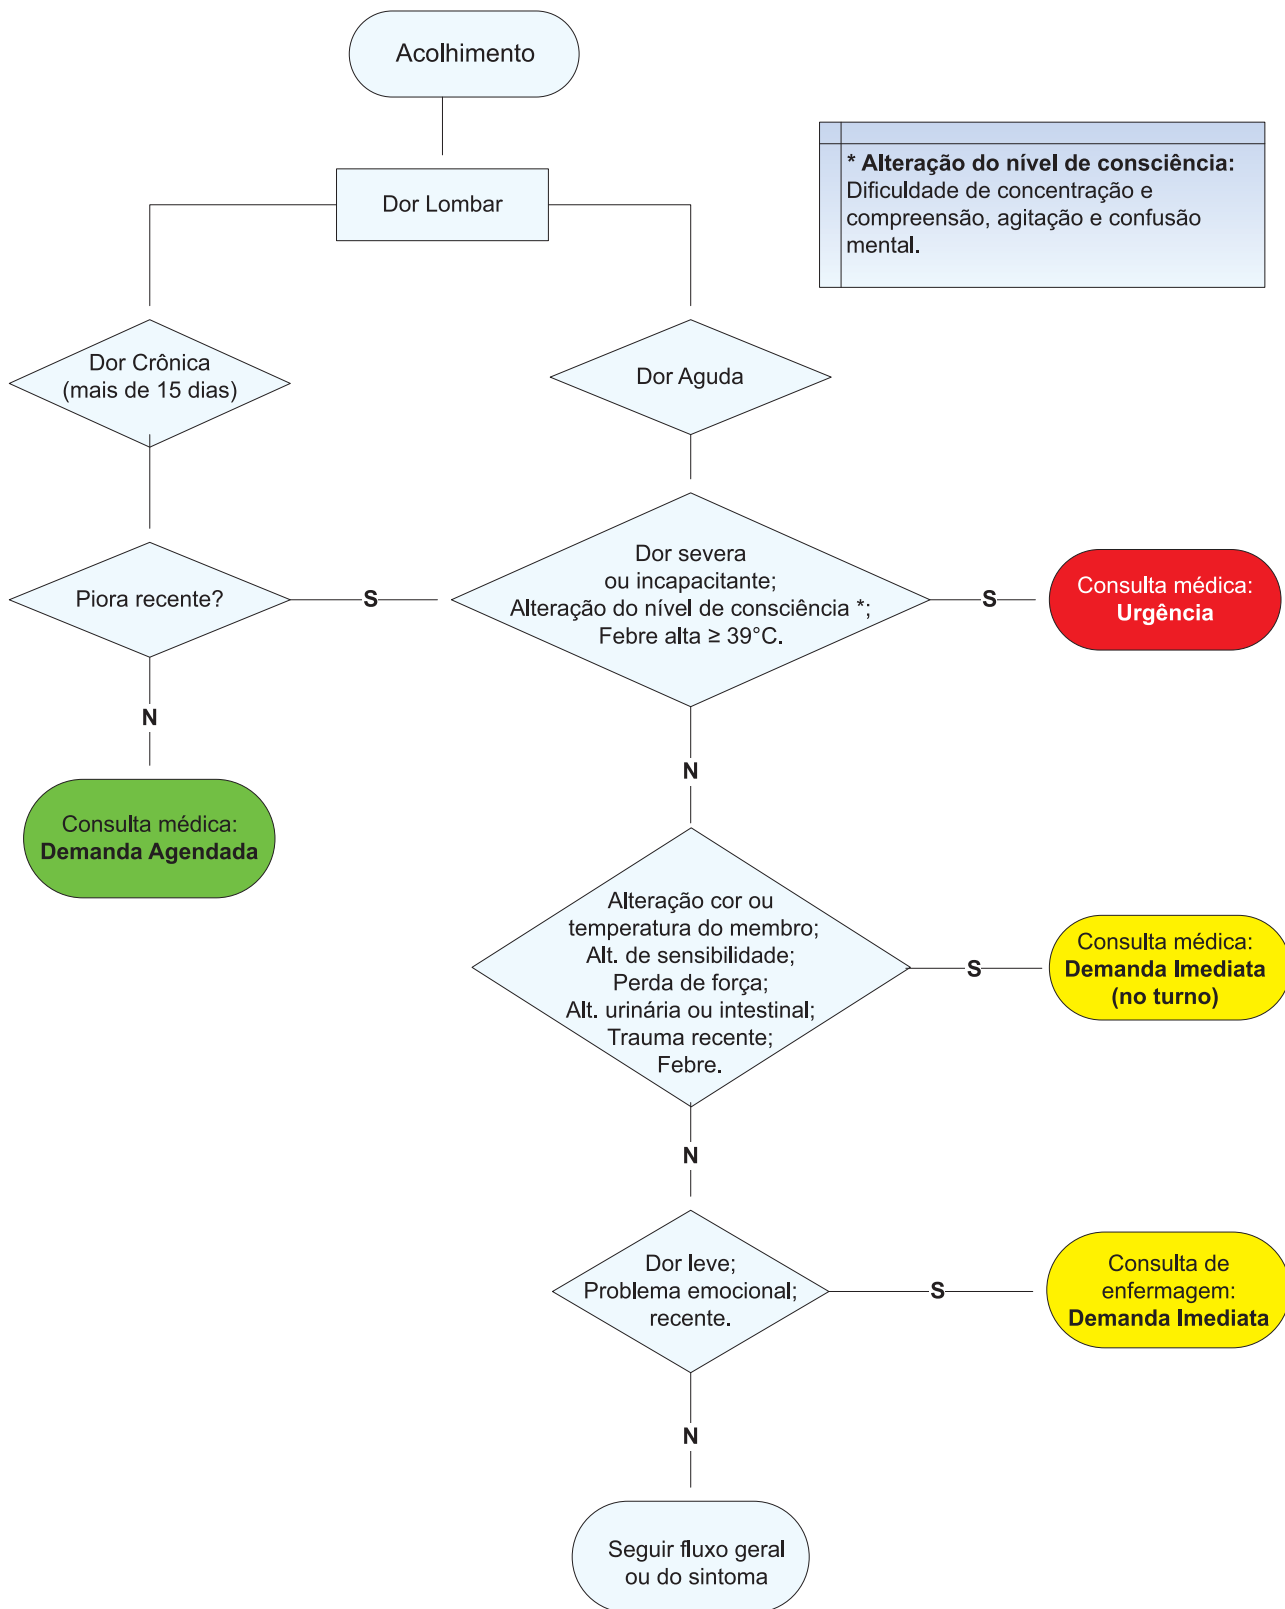 Acolhimento
* Alteração do nível de consciência:
Dificuldade de concentração e
compreensão, agitação e confusão
mental.
Dor Lombar
Dor Crônica
(mais de 15 dias)
Dor Aguda
Piora recente?
S
Dor severa
ou incapacitante;
Alteração do nível de consciência *;
Febre alta ≥ 39°C.
S
Consulta médica:
Urgência
N
N
Consulta médica:
Demanda Agendada
Alteração cor ou
temperatura do membro;
Alt. de sensibilidade;
Perda de força;
Alt. urinária ou intestinal;
Trauma recente;
Febre.
S
Consulta médica:
Demanda Imediata
(no turno)
N
Dor leve;
Problema emocional;
recente.
S
Consulta de
enfermagem:
Demanda Imediata
N
Seguir fluxo geral
ou do sintoma